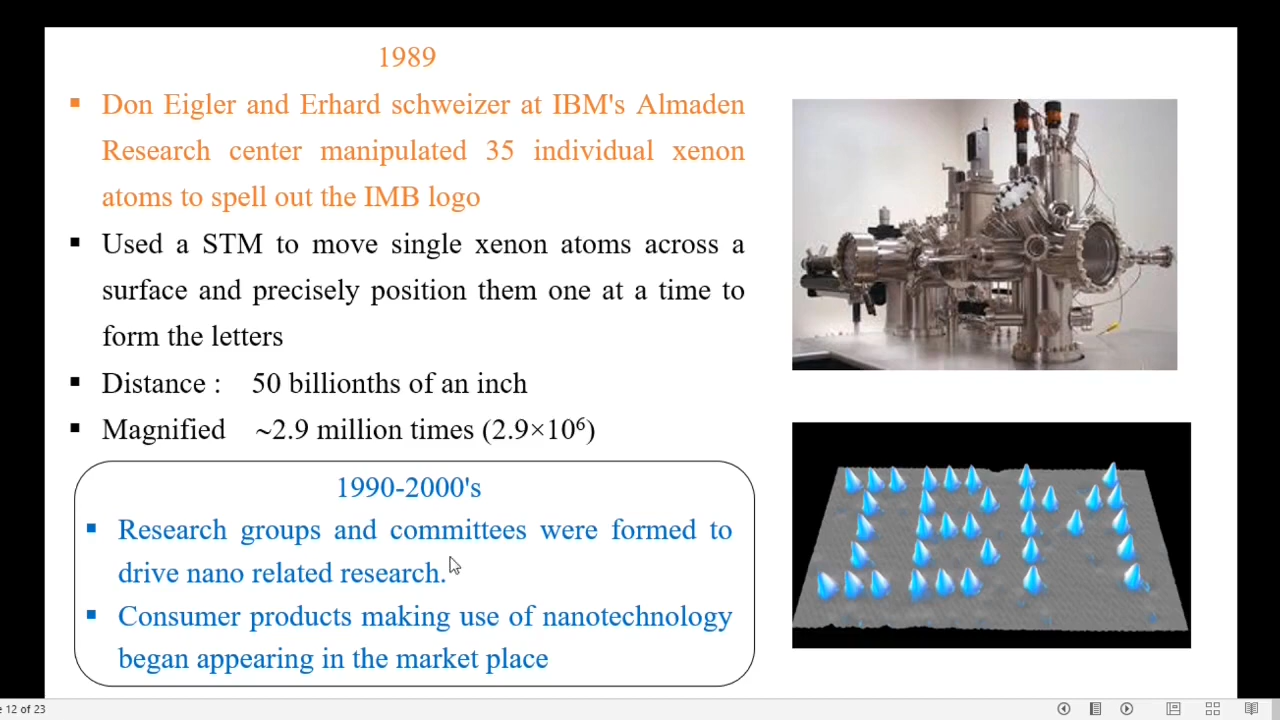 1989
▪ Don Eigler and Erhard schweizer at IBM's Almaden
Research center manipulated 35 individual xenon
atoms to spell out the IMB logo
▪ Used a STM to move single xenon atoms across a
surface and precisely position them one at a time to
form the letters
▪ Distance : 50 billionths of an inch
▪ Magnified ~2.9 million times (2.9×10⁶)
1990-2000's
▪ Research groups and committees were formed to
drive nano related research.
▪ Consumer products making use of nanotechnology
began appearing in the market place
IBM
e 12 of 23